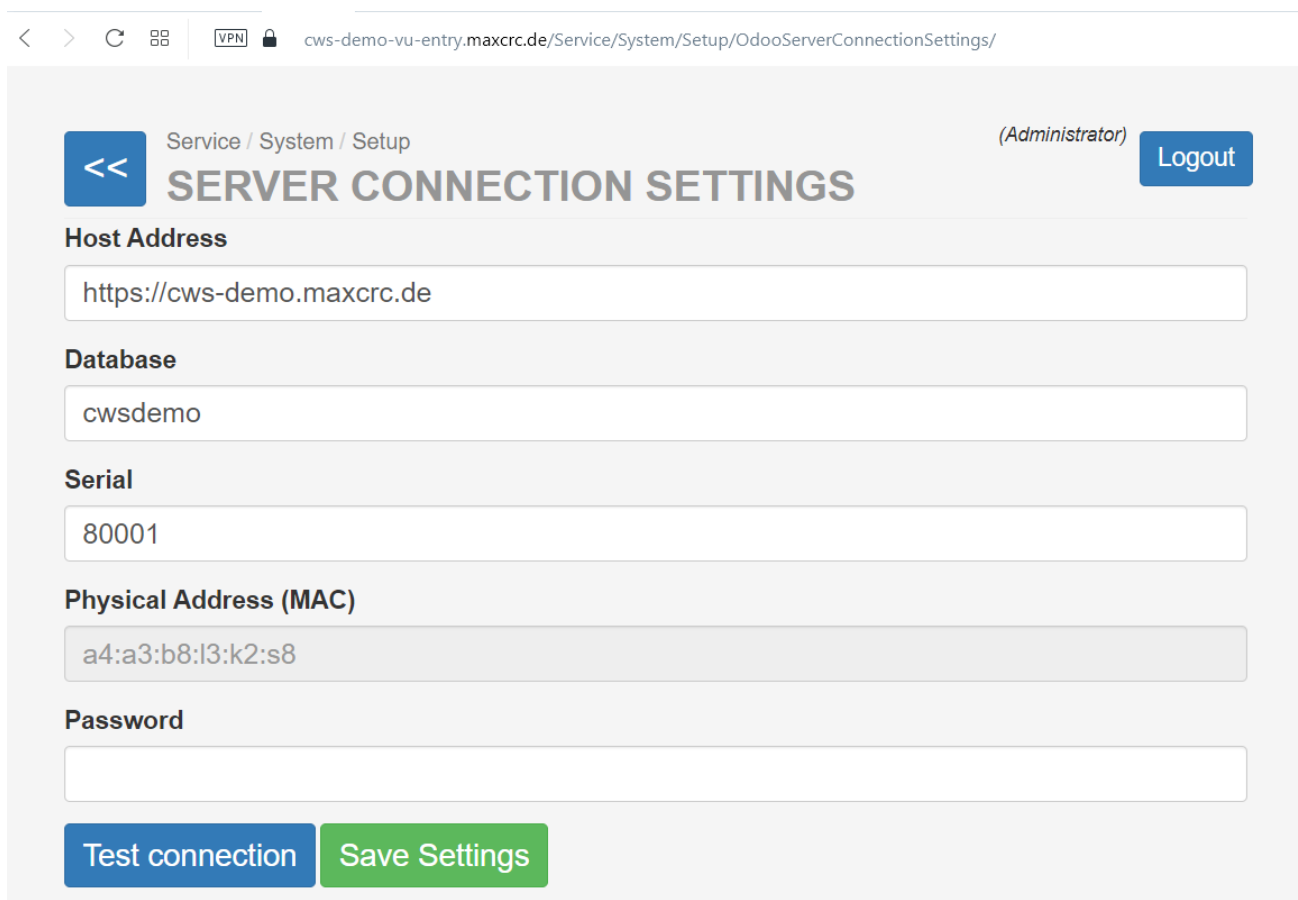 VPN cws-demo-vu-entry.maxcrc.de/Service/System/Setup/OdooServerConnectionSettings/
<< Service / System / Setup (Administrator) Logout
SERVER CONNECTION SETTINGS
Host Address
https://cws-demo.maxcrc.de
Database
cwsdemo
Serial
80001
Physical Address (MAC)
a4:a3:b8:l3:k2:s8
Password
Test connection Save Settings